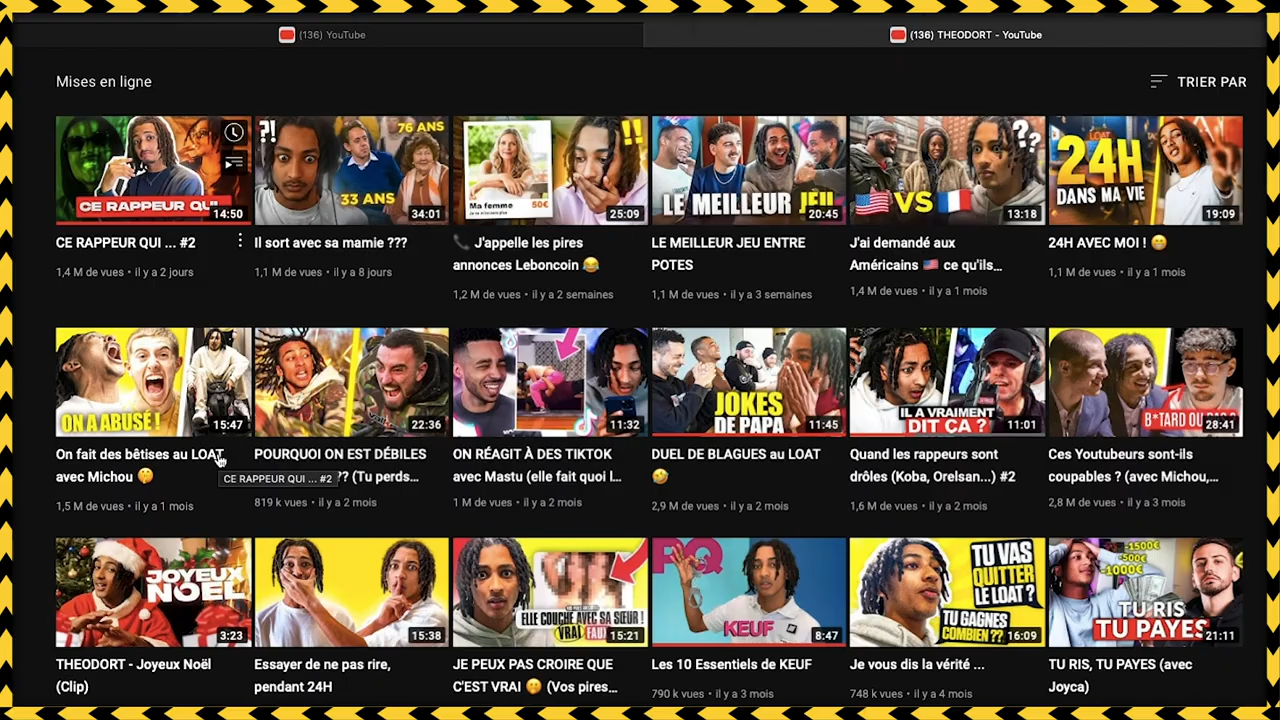 (136) YouTube
(136) THEODORT - YouTube
Mises en ligne
TRIER PAR
?!
76 ANS
33 ANS
CE RAPPEUR QUI
14:50
34:01
!!
Ma femme
50€
25:09
LE MEILLEUR JEU
20:45
??
VS
13:18
LOAT
24H
DANS MA VIE
19:09
CE RAPPEUR QUI ... #2
Il sort avec sa mamie ???
📞 J'appelle les pires
annonces Leboncoin 😂
LE MEILLEUR JEU ENTRE
POTES
J'ai demandé aux
Américains 🇺🇸 ce qu'ils...
24H AVEC MOI ! 😁
1,4 M de vues • il y a 2 jours
1,1 M de vues • il y a 8 jours
1,2 M de vues • il y a 2 semaines
1,1 M de vues • il y a 3 semaines
1,4 M de vues • il y a 1 mois
1,1 M de vues • il y a 1 mois
ON A ABUSÉ !
15:47
22:36
11:32
JOKES
DE PAPA
11:45
IL A VRAIMENT
DIT CA ?
11:01
B*TARD OU
28:41
On fait des bêtises au LOAT
avec Michou 🤫
POURQUOI ON EST DÉBILES
?? (Tu perds...
CE RAPPEUR QUI ... #2
ON RÉAGIT À DES TIKTOK
avec Mastu (elle fait quoi l...
DUEL DE BLAGUES au LOAT
🤣
Quand les rappeurs sont
drôles (Koba, Orelsan...) #2
Ces Youtubeurs sont-ils
coupables ? (avec Michou,...
1,5 M de vues • il y a 1 mois
819 k vues • il y a 2 mois
1 M de vues • il y a 2 mois
2,9 M de vues • il y a 2 mois
1,6 M de vues • il y a 2 mois
2,8 M de vues • il y a 3 mois
JOYEUX
NOEL
3:23
15:38
ELLE COUCHE AVEC SA SŒUR !
VRAI FAUX
15:21
KEUF
8:47
TU VAS
QUITTER
LE LOAT ?
TU GAGNES
COMBIEN ??
16:09
-1500€
-500€
-1000€
TU RIS
TU PAYES
21:11
THEODORT - Joyeux Noël
(Clip)
Essayer de ne pas rire,
pendant 24H
JE PEUX PAS CROIRE QUE
C'EST VRAI 🤫 (Vos pires...
Les 10 Essentiels de KEUF
790 k vues • il y a 3 mois
Je vous dis la vérité ...
748 k vues • il y a 4 mois
TU RIS, TU PAYES (avec
Joyca)